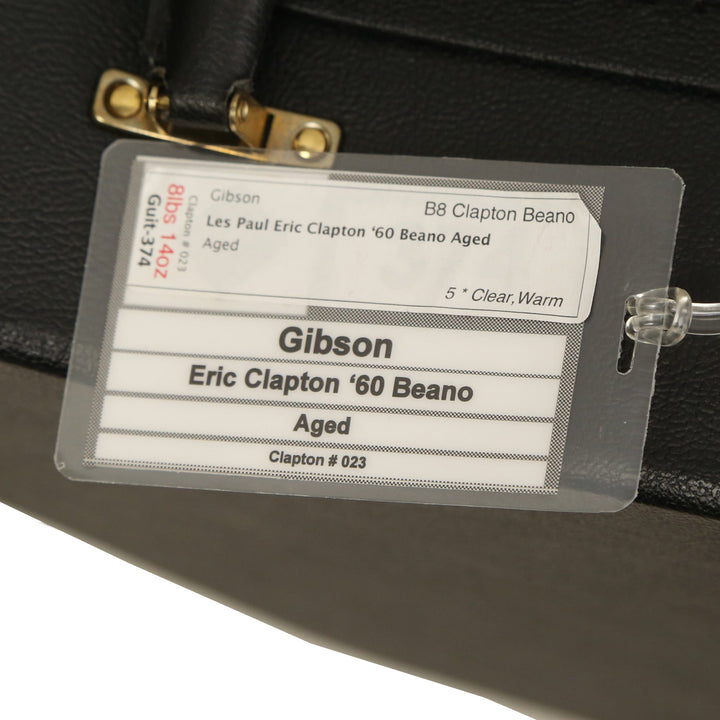 Clapton # 023
8lbs 14oz
Guit-374
Gibson
B8 Clapton Beano
Les Paul Eric Clapton ‘60 Beano Aged
Aged
5 * Clear,Warm
Gibson
Eric Clapton ‘60 Beano
Aged
Clapton # 023